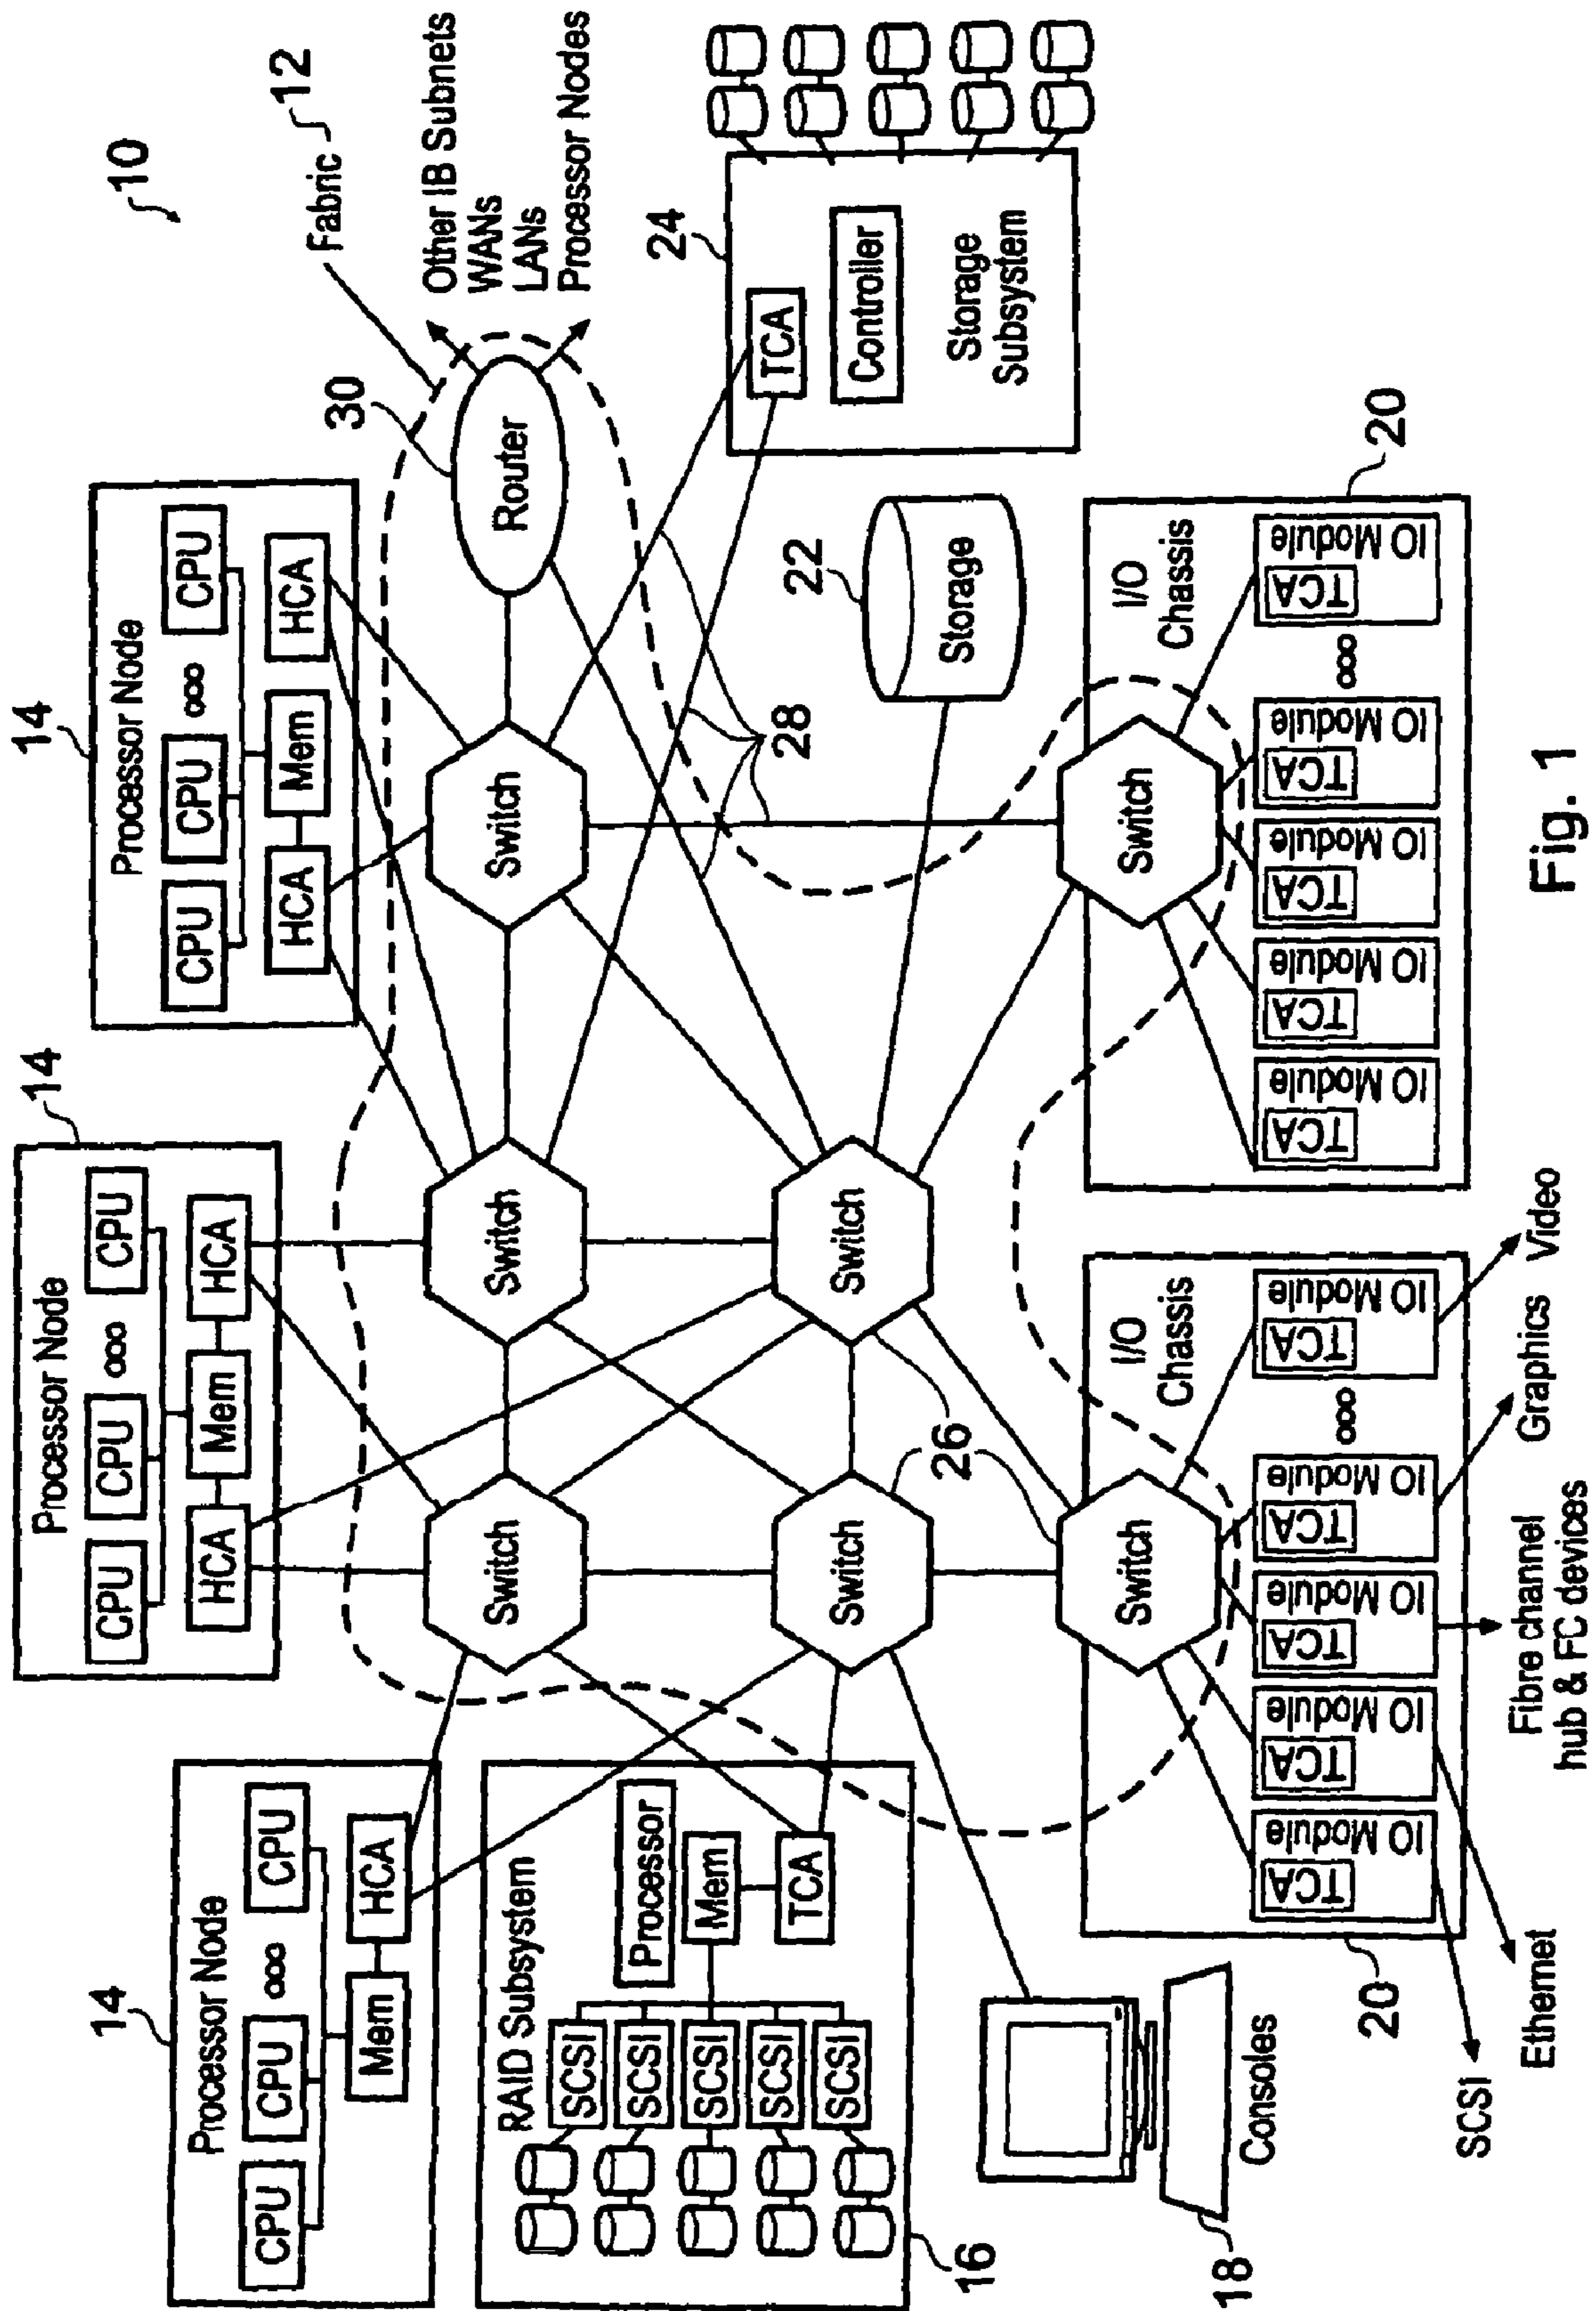 10
Fabric
12
Other IB Subnets
WANs
LANs
Processor Nodes
14
Processor Node
CPU
CPU
CPU
HCA
Mem
HCA
14
Processor Node
CPU
CPU
CPU
HCA
Mem
HCA
14
Processor Node
CPU
CPU
CPU
Mem
HCA
30
Router
Switch
Switch
Switch
28
24
TCA
Controller
Storage
Subsystem
RAID Subsystem
Processor
SCSI
SCSI
SCSI
SCSI
SCSI
Mem
TCA
16
Switch
Switch
26
22
Storage
Consoles
18
I/O
Chassis
Switch
TCA
IO Module
TCA
IO Module
TCA
IO Module
TCA
IO Module
TCA
IO Module
20
SCSI
Ethernet
Fibre channel
hub & FC devices
Graphics
Video
I/O
Chassis
Switch
TCA
IO Module
TCA
IO Module
TCA
IO Module
TCA
IO Module
TCA
IO Module
20
Fig. 1